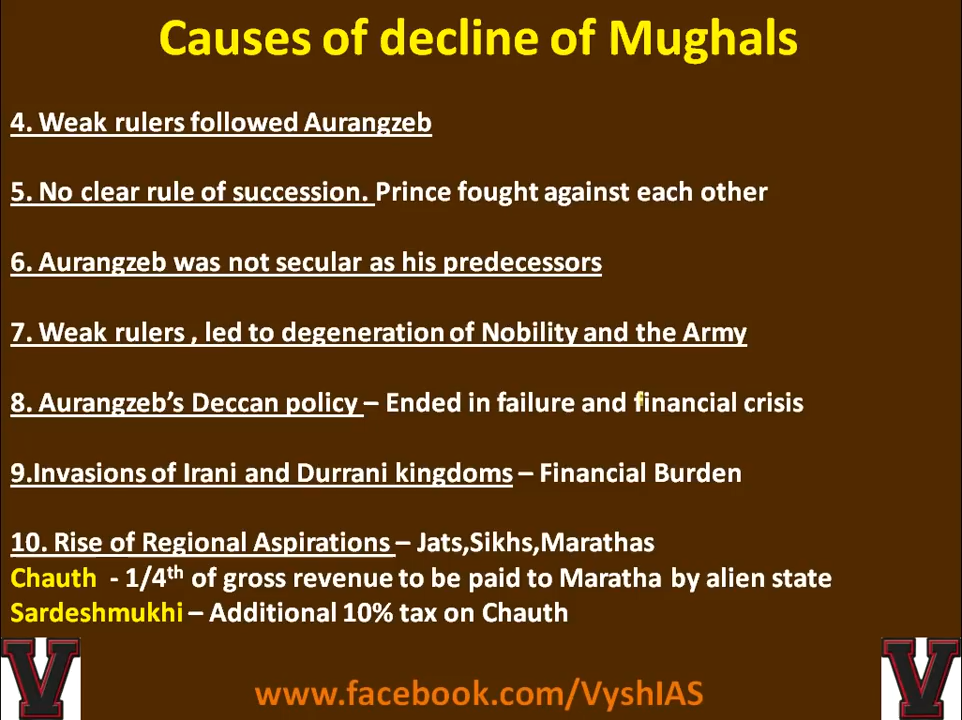 Causes of decline of Mughals
4. Weak rulers followed Aurangzeb
5. No clear rule of succession. Prince fought against each other
6. Aurangzeb was not secular as his predecessors
7. Weak rulers , led to degeneration of Nobility and the Army
8. Aurangzeb's Deccan policy – Ended in failure and financial crisis
9.Invasions of Irani and Durrani kingdoms – Financial Burden
10. Rise of Regional Aspirations – Jats,Sikhs,Marathas
Chauth - 1/4th of gross revenue to be paid to Maratha by alien state
Sardeshmukhi – Additional 10% tax on Chauth
V V
www.facebook.com/VyshIAS